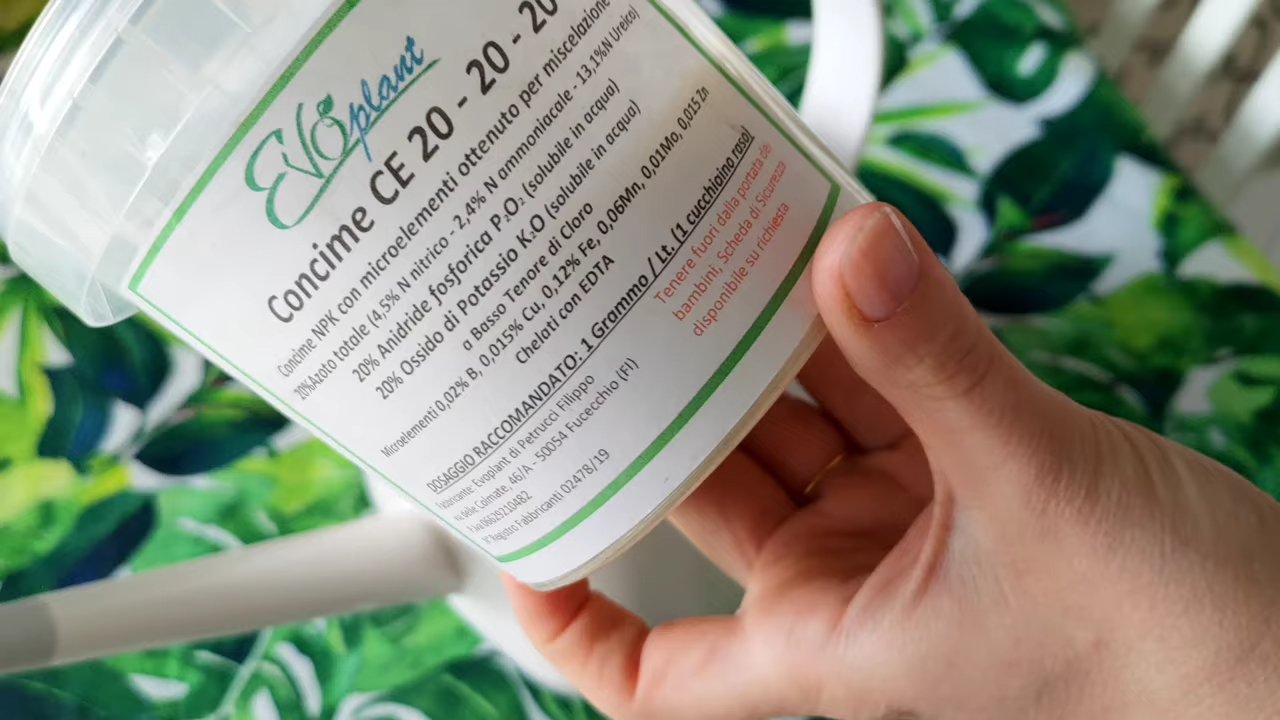 Evoplant
Concime CE 20 - 20 - 20
Concime NPK con microelementi ottenuto per miscelazione
20%Azoto totale (4,5% N nitrico - 2,4% N ammoniacale - 13,1%N Ureico)
20% Anidride fosforica P₂O₅ (solubile in acqua)
20% Ossido di Potassio K₂O (solubile in acqua)
a Basso Tenore di Cloro
Microelementi 0,02% B, 0,015% Cu, 0,12% Fe, 0,06Mn, 0,01Mo, 0,015 Zn
Chelati con EDTA
DOSAGGIO RACCOMANDATO: 1 Grammo / Lt. (1 cucchiaino raso)
Tenere fuori dalla portata dei
bambini, Scheda di Sicurezza
disponibile su richiesta
Fabbricante: Evoplant di Petrucci Filippo
delle Colmate, 46/A - 50054 Fucecchio (FI)
06629210482
N° Registro Fabbricanti 02478/19